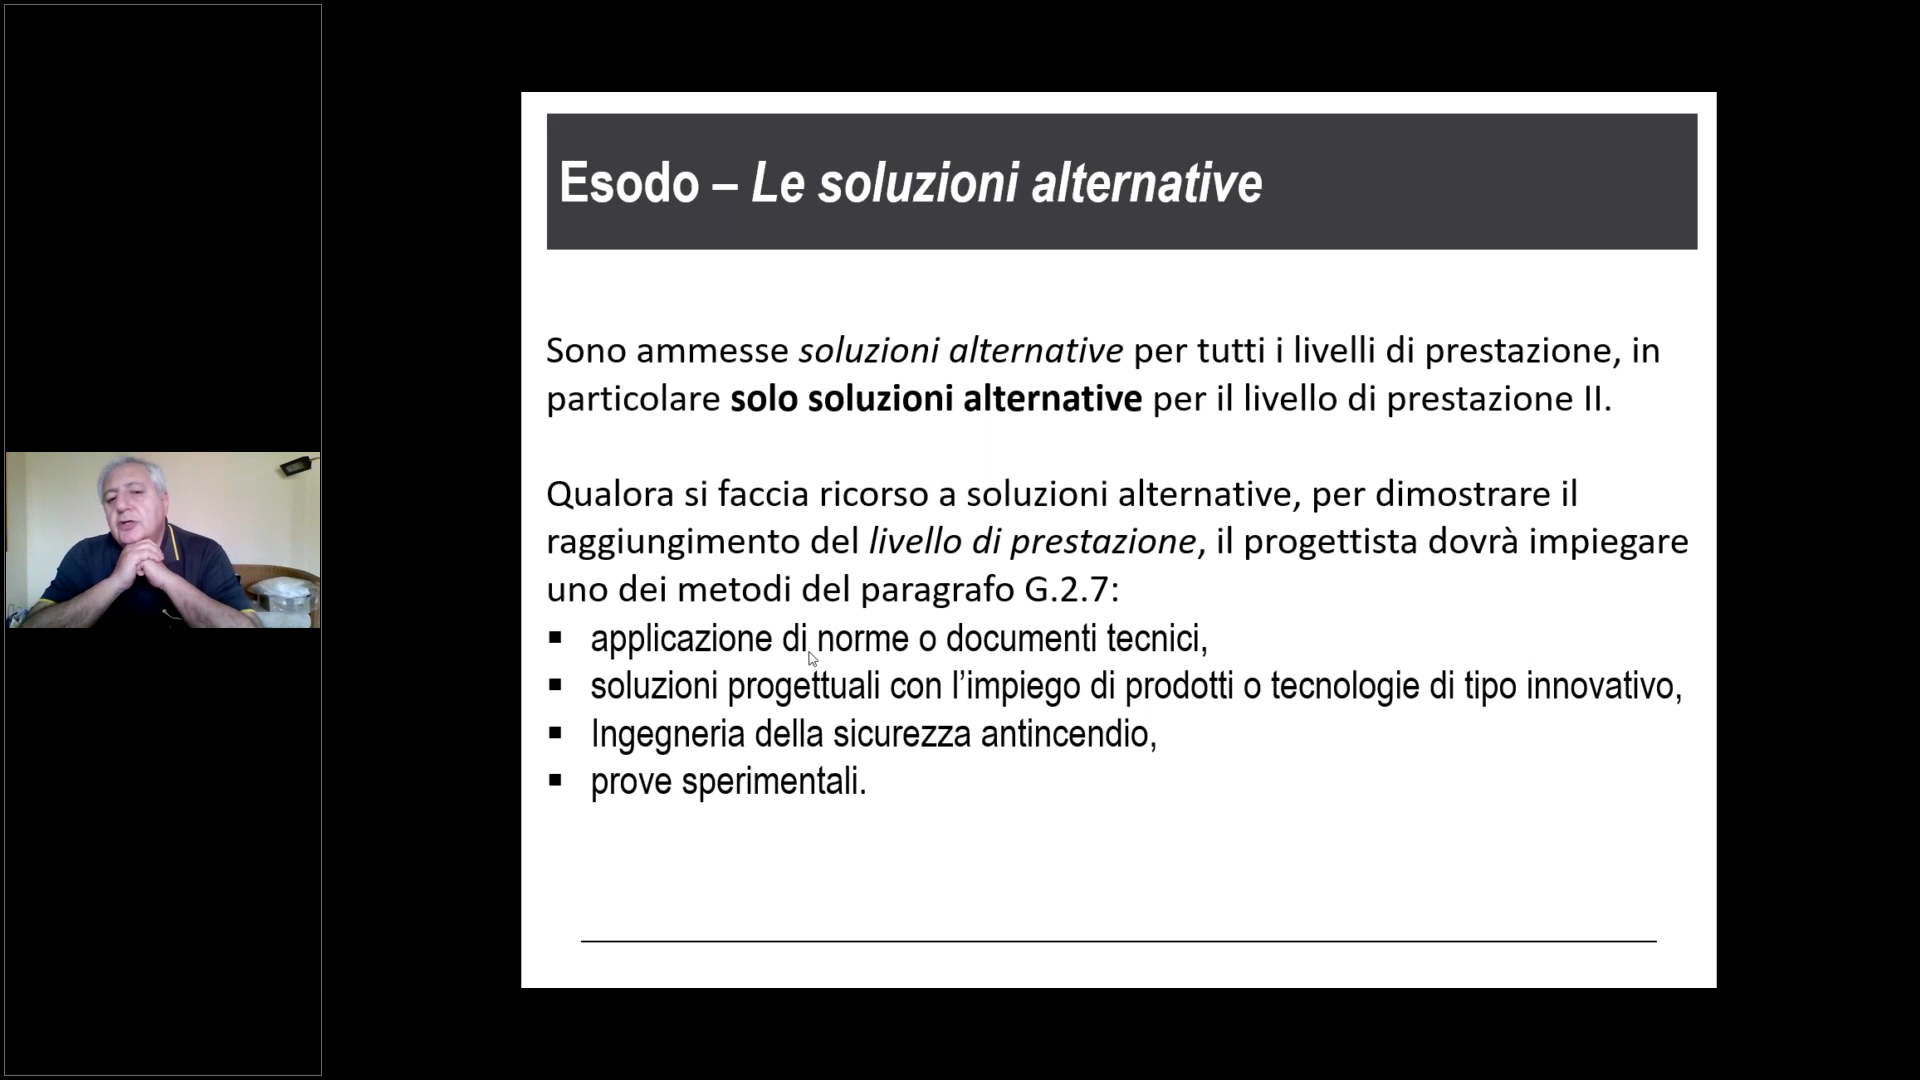 Esodo – Le soluzioni alternative
Sono ammesse soluzioni alternative per tutti i livelli di prestazione, in
particolare solo soluzioni alternative per il livello di prestazione II.
Qualora si faccia ricorso a soluzioni alternative, per dimostrare il
raggiungimento del livello di prestazione, il progettista dovrà impiegare
uno dei metodi del paragrafo G.2.7:
▪ applicazione di norme o documenti tecnici,
▪ soluzioni progettuali con l’impiego di prodotti o tecnologie di tipo innovativo,
▪ Ingegneria della sicurezza antincendio,
▪ prove sperimentali.